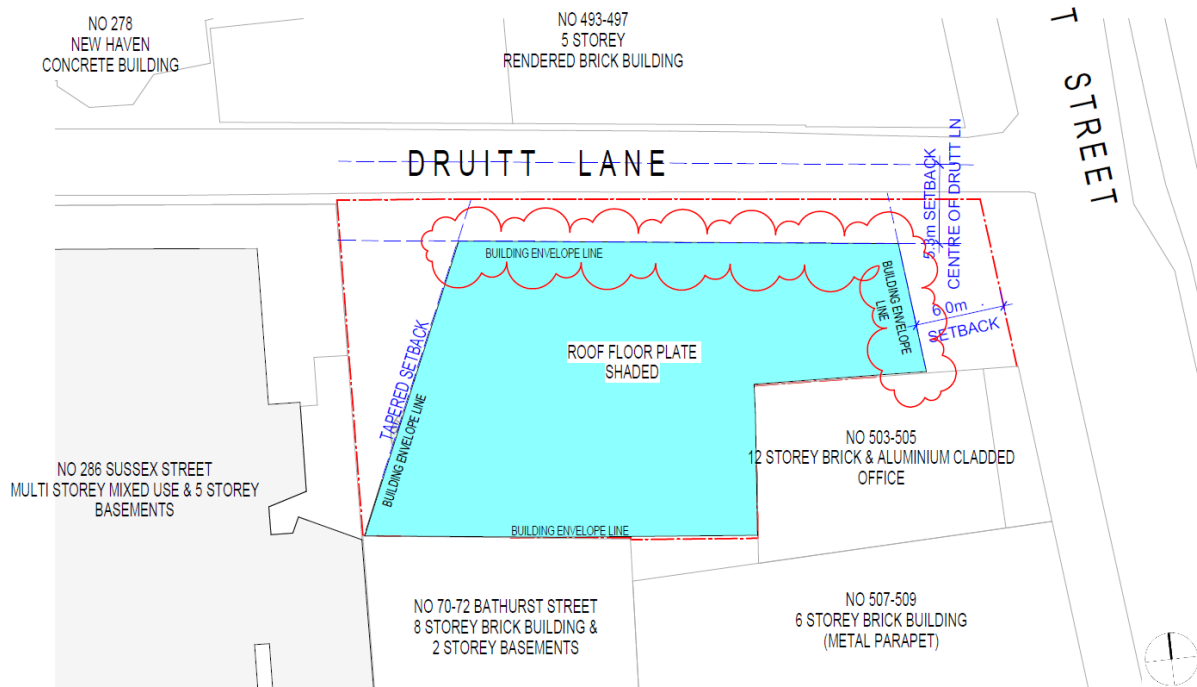 NO 278
NEW HAVEN
CONCRETE BUILDING
NO 493-497
5 STOREY
RENDERED BRICK BUILDING
T STREET
DRUITT LANE
5.3m SETBACK
CENTRE OF DRUTT LN
BUILDING ENVELOPE LINE
BUILDING ENVELOPE
LINE
6.0m
SETBACK
ROOF FLOOR PLATE
SHADED
TAPERED SETBACK
BUILDING ENVELOPE LINE
NO 503-505
12 STOREY BRICK & ALUMINIUM CLADDED
OFFICE
NO 286 SUSSEX STREET
MULTI STOREY MIXED USE & 5 STOREY
BASEMENTS
BUILDING ENVELOPE LINE
NO 70-72 BATHURST STREET
8 STOREY BRICK BUILDING &
2 STOREY BASEMENTS
NO 507-509
6 STOREY BRICK BUILDING
(METAL PARAPET)